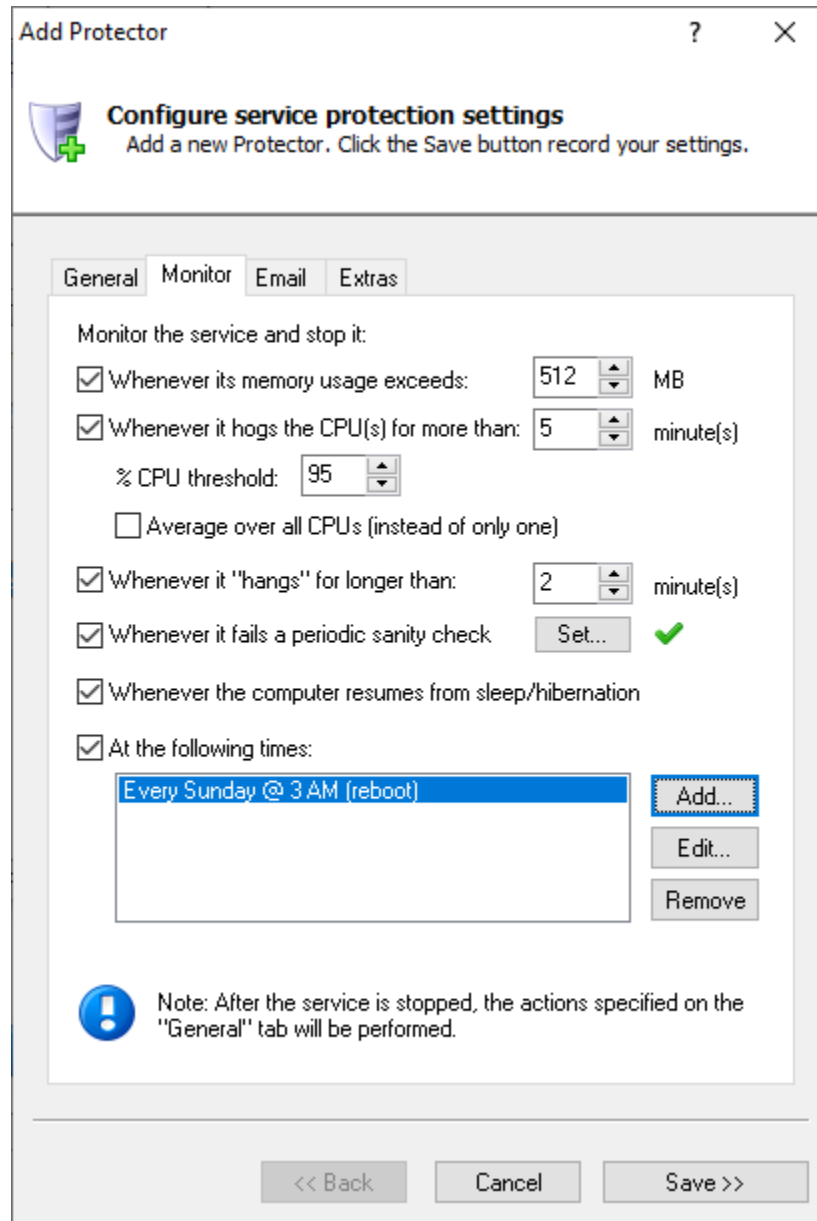 Add Protector
?
Configure service protection settings
Add a new Protector. Click the Save button record your settings.
General Monitor Email Extras
Monitor the service and stop it:
Whenever its memory usage exceeds: 512 MB
Whenever it hogs the CPU(s) for more than: 5 minute(s)
% CPU threshold: 95
Average over all CPUs (instead of only one)
Whenever it "hangs" for longer than: 2 minute(s)
Whenever it fails a periodic sanity check Set...
Whenever the computer resumes from sleep/hibernation
At the following times:
Every Sunday @ 3 AM (reboot)
Add...
Edit...
Remove
Note: After the service is stopped, the actions specified on the
"General" tab will be performed.
<< Back Cancel Save >>